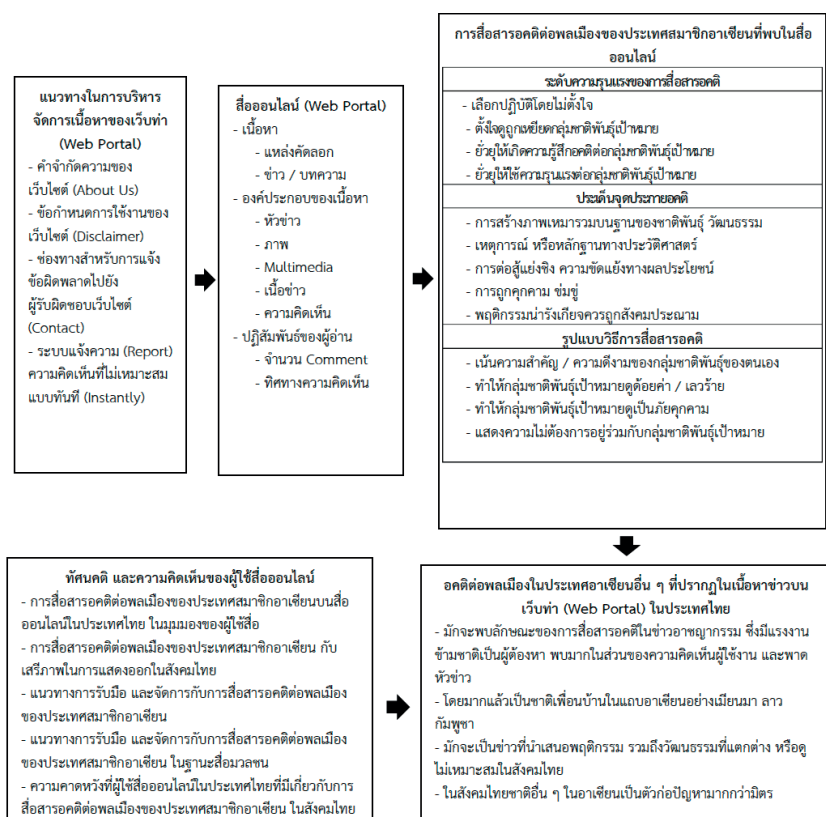 แนวทางในการบริหาร
จัดการเนื้อหาของเว็บท่า
(Web Portal)
- คำจำกัดความของ
เว็บไซต์ (About Us)
- ข้อกำหนดการใช้งานของ
เว็บไซต์ (Disclaimer)
- ช่องทางสำหรับการแจ้ง
ข้อผิดพลาดไปยัง
ผู้รับผิดชอบเว็บไซต์
(Contact)
- ระบบแจ้งความ (Report)
ความคิดเห็นที่ไม่เหมาะสม
แบบทันที (Instantly)
สื่อออนไลน์ (Web Portal)
- เนื้อหา
- แหล่งคัดลอก
- ข่าว / บทความ
- องค์ประกอบของเนื้อหา
- หัวข่าว
- ภาพ
- Multimedia
- เนื้อข่าว
- ความคิดเห็น
- ปฏิสัมพันธ์ของผู้อ่าน
- จำนวน Comment
- ทิศทางความคิดเห็น
การสื่อสารอคติต่อพลเมืองของประเทศสมาชิกอาเซียนที่พบในสื่อ
ออนไลน์
ระดับความรุนแรงของการสื่อสารอคติ
- เลือกปฏิบัติโดยไม่ตั้งใจ
- ตั้งใจดูถูกเหยียดกลุ่มชาติพันธุ์เป้าหมาย
- ยั่วยุให้เกิดความรู้สึกอคติต่อกลุ่มชาติพันธุ์เป้าหมาย
- ยั่วยุให้ใช้ความรุนแรงต่อกลุ่มชาติพันธุ์เป้าหมาย
ประเด็นจุดประกายอคติ
- การสร้างภาพเหมารวมบนฐานของชาติพันธุ์ วัฒนธรรม
- เหตุการณ์ หรือหลักฐานทางประวัติศาสตร์
- การต่อสู้แย่งชิง ความขัดแย้งทางผลประโยชน์
- การถูกคุกคาม ข่มขู่
- พฤติกรรมน่ารังเกียจควรถูกสังคมประณาม
รูปแบบวิธีการสื่อสารอคติ
- เน้นความสำคัญ / ความดีงามของกลุ่มชาติพันธุ์ของตนเอง
- ทำให้กลุ่มชาติพันธุ์เป้าหมายดูด้อยค่า / เลวร้าย
- ทำให้กลุ่มชาติพันธุ์เป้าหมายดูเป็นภัยคุกคาม
- แสดงความไม่ต้องการอยู่ร่วมกับกลุ่มชาติพันธุ์เป้าหมาย
ทัศนคติ และความคิดเห็นของผู้ใช้สื่อออนไลน์
- การสื่อสารอคติต่อพลเมืองของประเทศสมาชิกอาเซียนบนสื่อ
ออนไลน์ในประเทศไทย ในมุมมองของผู้ใช้สื่อ
- การสื่อสารอคติต่อพลเมืองของประเทศสมาชิกอาเซียน กับ
เสรีภาพในการแสดงออกในสังคมไทย
- แนวทางการรับมือ และจัดการกับการสื่อสารอคติต่อพลเมือง
ของประเทศสมาชิกอาเซียน
- แนวทางการรับมือ และจัดการกับการสื่อสารอคติต่อพลเมือง
ของประเทศสมาชิกอาเซียน ในฐานะสื่อมวลชน
- ความคาดหวังที่ผู้ใช้สื่อออนไลน์ในประเทศไทยที่มีเกี่ยวกับการ
สื่อสารอคติต่อพลเมืองของประเทศสมาชิกอาเซียน ในสังคมไทย
อคติต่อพลเมืองในประเทศอาเซียนอื่น ๆ ที่ปรากฏในเนื้อหาข่าวบน
เว็บท่า (Web Portal) ในประเทศไทย
- มักจะพบลักษณะของการสื่อสารอคติในข่าวอาชญากรรม ซึ่งมีแรงงาน
ข้ามชาติเป็นผู้ต้องหา พบมากในส่วนของความคิดเห็นผู้ใช้งาน และพาด
หัวข่าว
- โดยมากแล้วเป็นชาติเพื่อนบ้านในแถบอาเซียนอย่างเมียนมา ลาว
กัมพูชา
- มักจะเป็นข่าวที่นำเสนอพฤติกรรม รวมถึงวัฒนธรรมที่แตกต่าง หรือดู
ไม่เหมาะสมในสังคมไทย
- ในสังคมไทยชาติอื่น ๆ ในอาเซียนเป็นตัวก่อปัญหามากกว่ามิตร